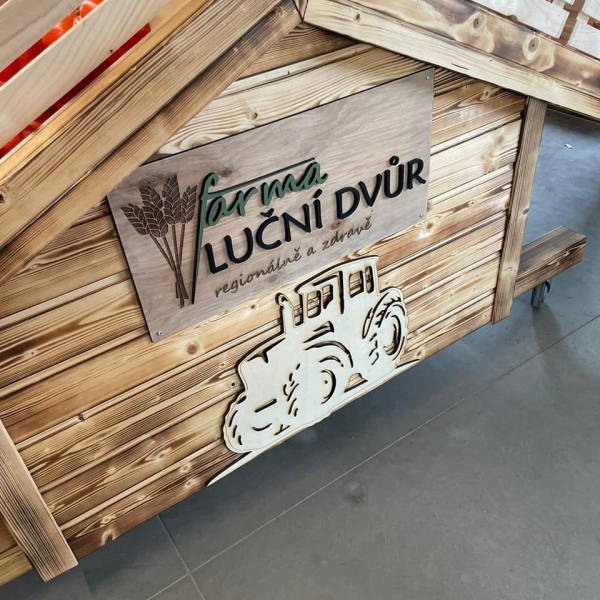 farma
LUČNÍ DVŮR
regionálně a zdravě